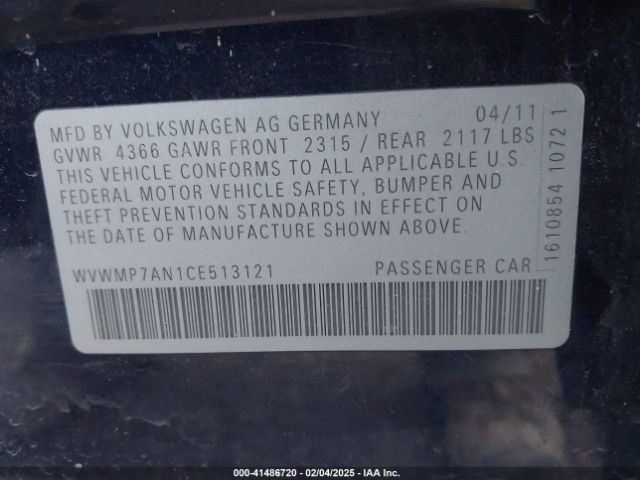 MFD BY VOLKSWAGEN AG GERMANY 04/11
GVWR 4366 GAWR FRONT 2315 / REAR 2117 LBS
THIS VEHICLE CONFORMS TO ALL APPLICABLE U.S.
FEDERAL MOTOR VEHICLE SAFETY, BUMPER AND
THEFT PREVENTION STANDARDS IN EFFECT ON
THE DATE OF MANUFACTURE SHOWN ABOVE.
WVWMP7AN1CE513121 PASSENGER CAR
1610854 1072 1
000-41486720 — 02/04/2025 — IAA Inc.